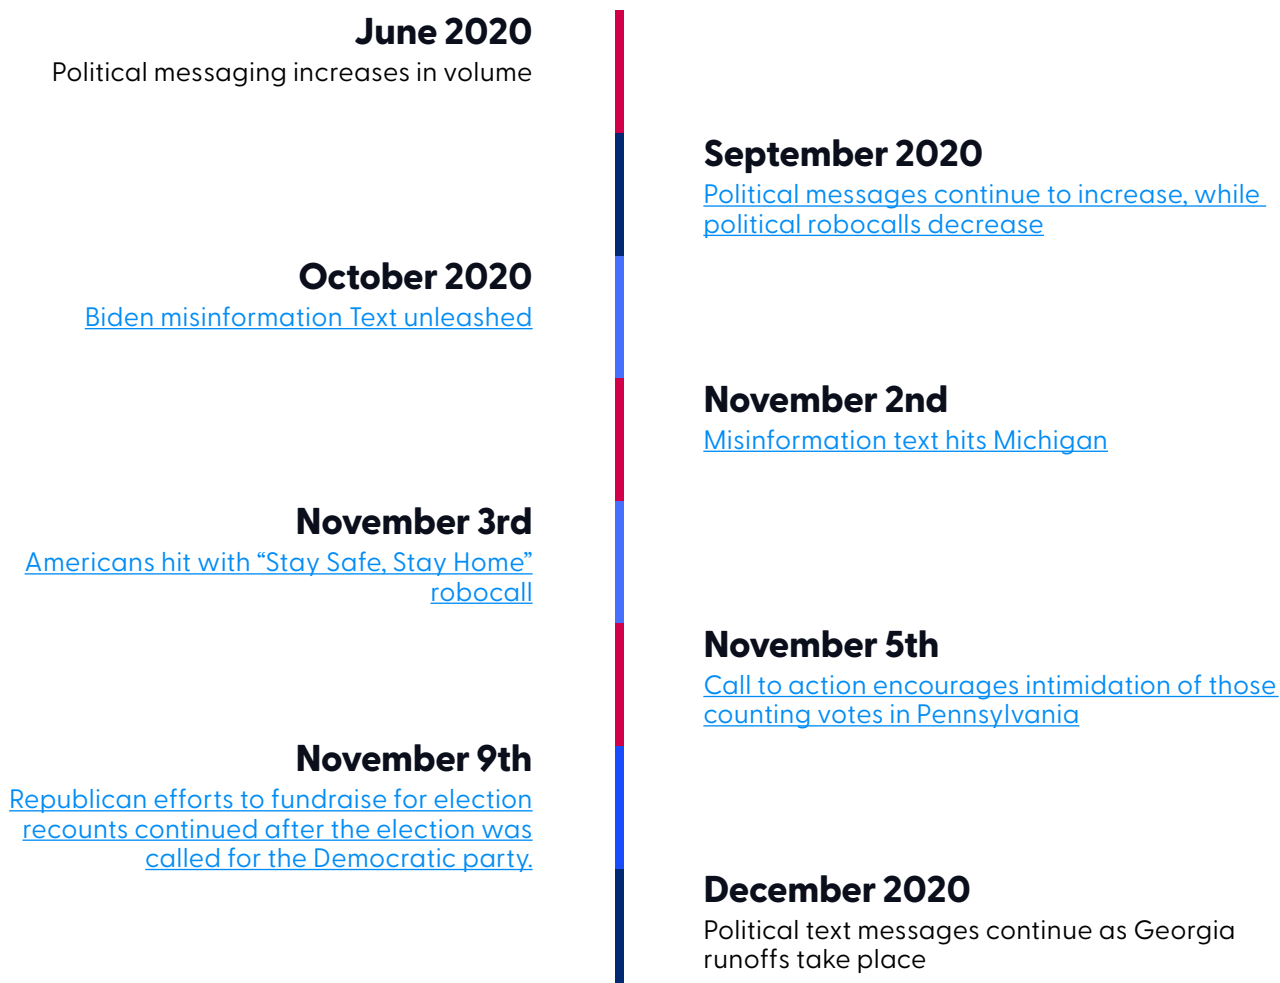 June 2020
Political messaging increases in volume
September 2020
Political messages continue to increase, while
political robocalls decrease
October 2020
Biden misinformation Text unleashed
November 2nd
Misinformation text hits Michigan
November 3rd
Americans hit with “Stay Safe, Stay Home”
robocall
November 5th
Call to action encourages intimidation of those
counting votes in Pennsylvania
November 9th
Republican efforts to fundraise for election
recounts continued after the election was
called for the Democratic party.
December 2020
Political text messages continue as Georgia
runoffs take place